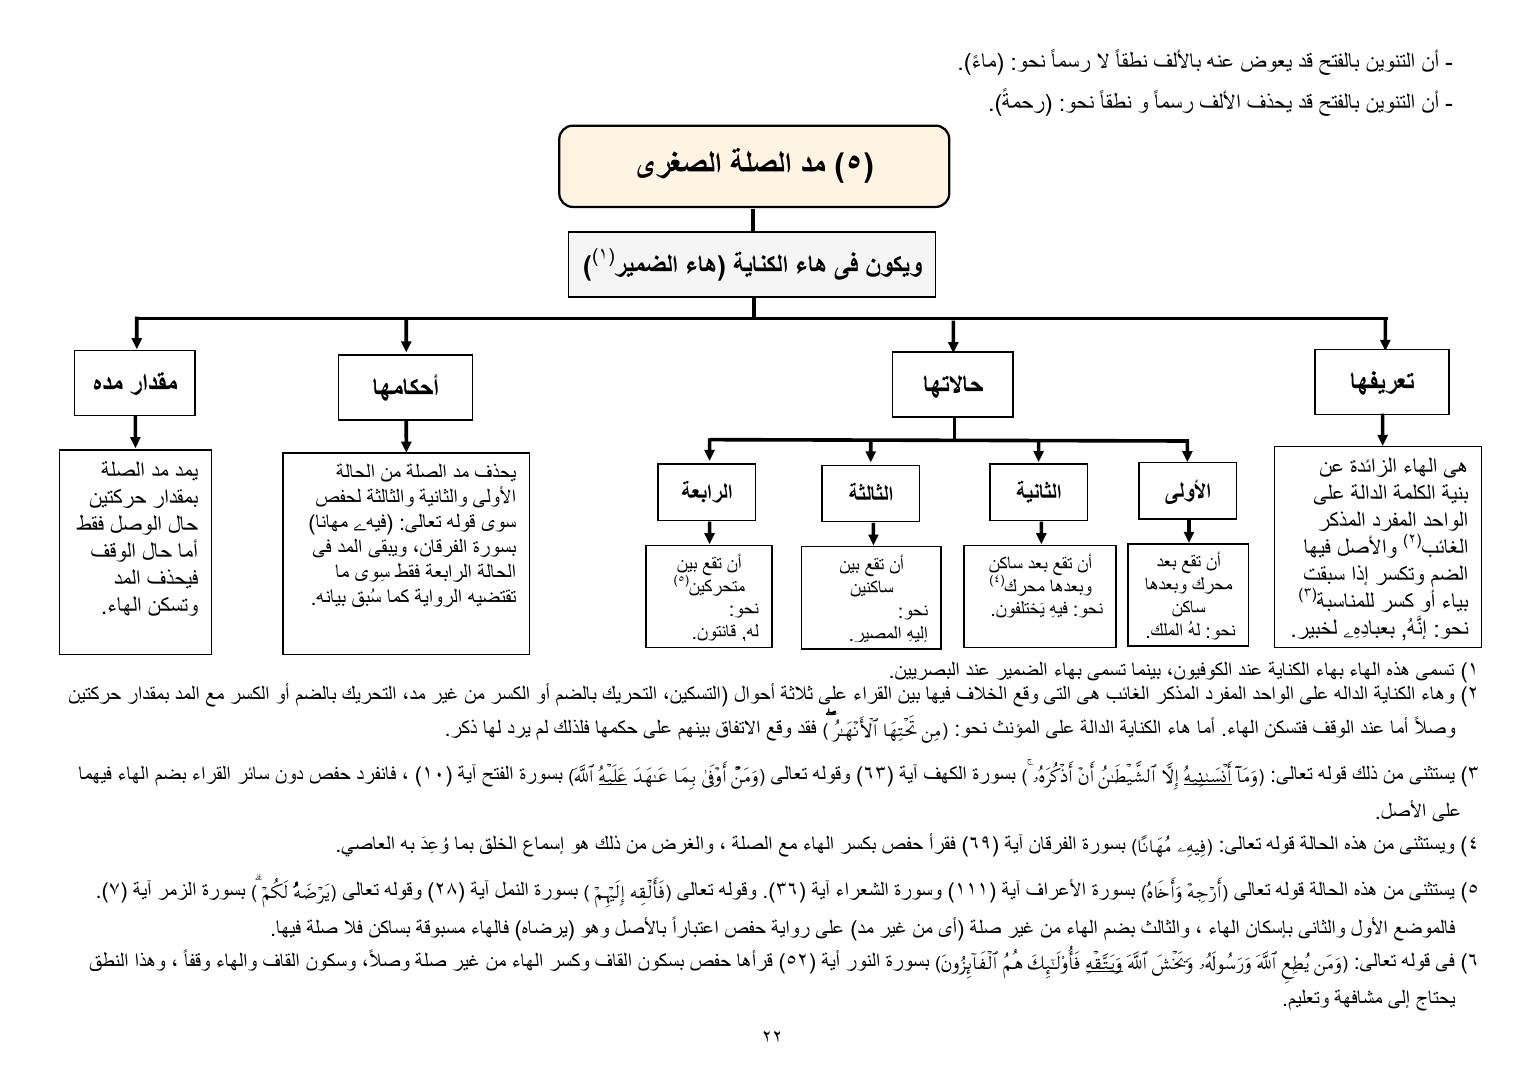 - أن التنوين بالفتح قد يعوض عنه بالألف نطقاً لا رسماً نحو: (ماءً).
- أن التنوين بالفتح قد يحذف الألف رسماً و نطقاً نحو: (رحمةً).
(٥) مد الصلة الصغرى
ويكون فى هاء الكناية (هاء الضمير(١))
تعريفها
هى الهاء الزائدة عن
بنية الكلمة الدالة على
الواحد المفرد المذكر
الغائب(٢) والأصل فيها
الضم وتكسر إذا سبقت
بياء أو كسر للمناسبة(٣)
نحو: إنَّهُۥ بعبادِهِۦ لخبير.
حالاتها
الأولى
أن تقع بعد
محرك وبعدها
ساكن
نحو: لهُ الملك.
الثانية
أن تقع بعد ساكن
وبعدها محرك(٤)
نحو: فيهِ يَختلفون.
الثالثة
أن تقع بين
ساكنين
نحو:
إليهِ المصير.
الرابعة
أن تقع بين
متحركين(٥)
نحو:
له, قانتون.
أحكامها
يحذف مد الصلة من الحالة
الأولى والثانية والثالثة لحفص
سوى قوله تعالى: (فيهۦ مهانا)
بسورة الفرقان، ويبقى المد فى
الحالة الرابعة فقط سِوى ما
تقتضيه الرواية كما سُبق بيانه.
مقدار مده
يمد مد الصلة
بمقدار حركتين
حال الوصل فقط
أما حال الوقف
فيحذف المد
وتسكن الهاء.
١) تسمى هذه الهاء بهاء الكناية عند الكوفيون، بينما تسمى بهاء الضمير عند البصريين.
٢) وهاء الكناية الداله على الواحد المفرد المذكر الغائب هى التى وقع الخلاف فيها بين القراء على ثلاثة أحوال (التسكين، التحريك بالضم أو الكسر من غير مد، التحريك بالضم أو الكسر مع المد بمقدار حركتين
وصلاً أما عند الوقف فتسكن الهاء. أما هاء الكناية الدالة على المؤنث نحو: (مِن تَحْتِهَا ٱلْأَنْهَـٰرُ ۖ) فقد وقع الاتفاق بينهم على حكمها فلذلك لم يرد لها ذكر.
٣) يستثنى من ذلك قوله تعالى: (وَمَآ أَنسَىٰنِيهُ إِلَّا ٱلشَّيْطَـٰنُ أَنْ أَذْكُرَهُۥ ۚ) بسورة الكهف آية (٦٣) وقوله تعالى (وَمَنْ أَوْفَىٰ بِمَا عَـٰهَدَ عَلَيْهُ ٱللَّهَ) بسورة الفتح آية (١٠) ، فانفرد حفص دون سائر القراء بضم الهاء فيهما
على الأصل.
٤) ويستثنى من هذه الحالة قوله تعالى: (فِيهِۦ مُهَانًا) بسورة الفرقان آية (٦٩) فقرأ حفص بكسر الهاء مع الصلة ، والغرض من ذلك هو إسماع الخلق بما وُعِدَ به العاصي.
٥) يستثنى من هذه الحالة قوله تعالى (أَرْجِهْ وَأَخَاهُ) بسورة الأعراف آية (١١١) وسورة الشعراء آية (٣٦). وقوله تعالى (فَأَلْقِهْ إِلَيْهِمْ ) بسورة النمل آية (٢٨) وقوله تعالى (يَرْضَهُ لَكُمْ ۗ) بسورة الزمر آية (٧).
فالموضع الأول والثانى بإسكان الهاء ، والثالث بضم الهاء من غير صلة (أى من غير مد) على رواية حفص اعتباراً بالأصل وهو (يرضاه) فالهاء مسبوقة بساكن فلا صلة فيها.
٦) فى قوله تعالى: (وَمَن يُطِعِ ٱللَّهَ وَرَسُولَهُۥ وَيَخْشَ ٱللَّهَ وَيَتَّقْهِ فَأُو۟لَـٰٓئِكَ هُمُ ٱلْفَآئِزُونَ) بسورة النور أية (٥٢) قرأها حفص بسكون القاف وكسر الهاء من غير صلة وصلاً، وسكون القاف والهاء وقفاً ، وهذا النطق
يحتاج إلى مشافهة وتعليم.
٢٢